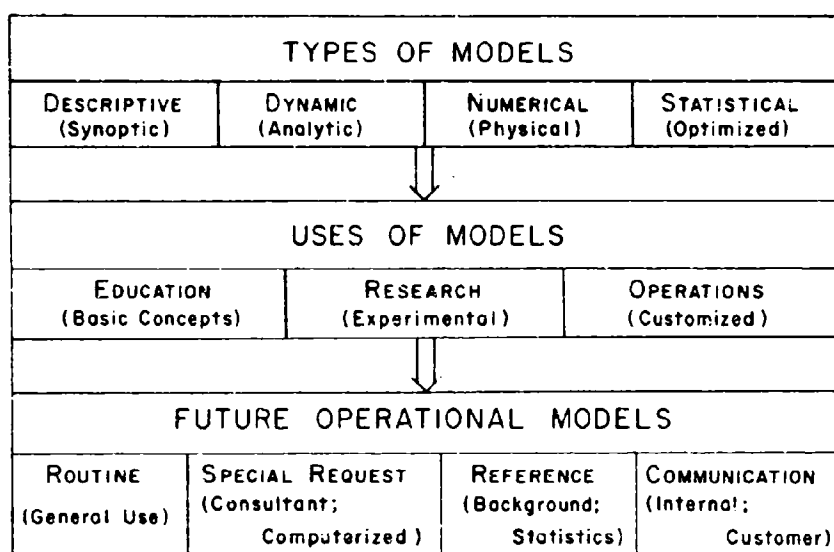 TYPES OF MODELS
DESCRIPTIVE DYNAMIC NUMERICAL STATISTICAL
(Synoptic) (Analytic) (Physical) (Optimized)
USES OF MODELS
EDUCATION RESEARCH OPERATIONS
(Basic Concepts) (Experimental) (Customized)
FUTURE OPERATIONAL MODELS
ROUTINE SPECIAL REQUEST REFERENCE COMMUNICATION
(General Use) (Consultant; (Background; (Internal;
Computerized) Statistics) Customer)